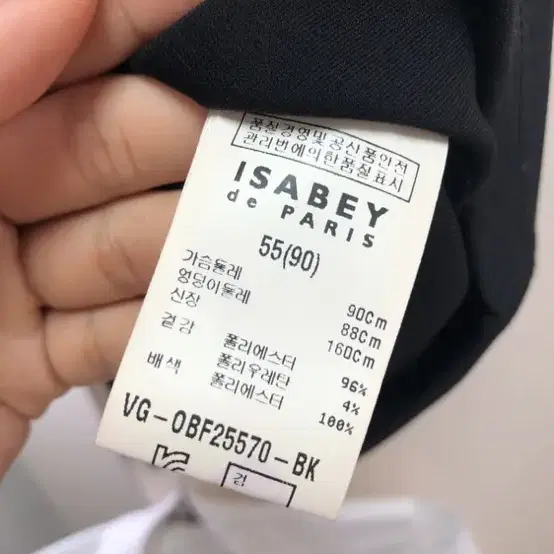 품질경영및공산품안전
관리법에의한품질표시
ISABEY
de PARIS
55(90)
가슴둘레 90Cm
엉덩이둘레 88Cm
신장 160Cm
겉감 폴리에스터 96%
폴리우레탄 4%
배색 폴리에스터 100%
VG-OBF25570-BK